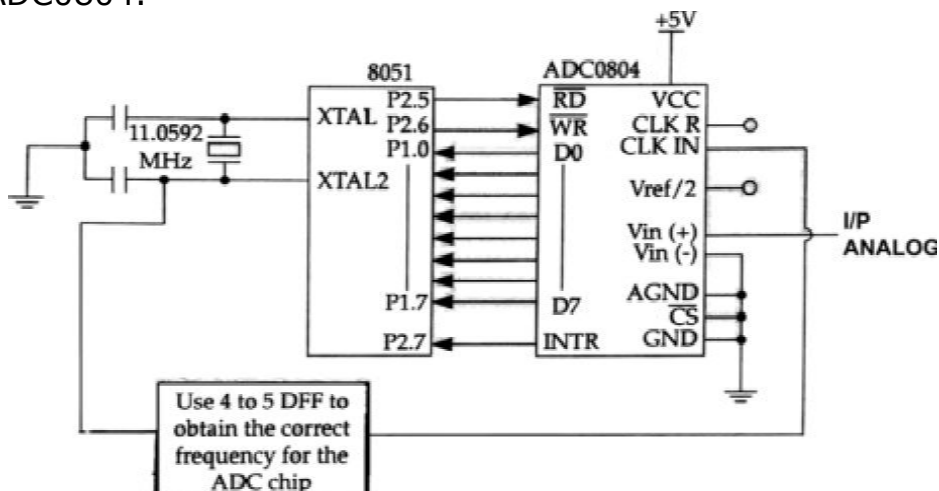 ADC0804.
+5V
8051
ADC0804
XTAL
P2.5
P2.6
P1.0
11.0592
MHz
XTAL2
P1.7
P2.7
RD
WR
D0
D7
INTR
VCC
CLK R
CLK IN
Vref/2
Vin (+)
Vin (-)
AGND
CS
GND
I/P
ANALOG
Use 4 to 5 DFF to
obtain the correct
frequency for the
ADC chip